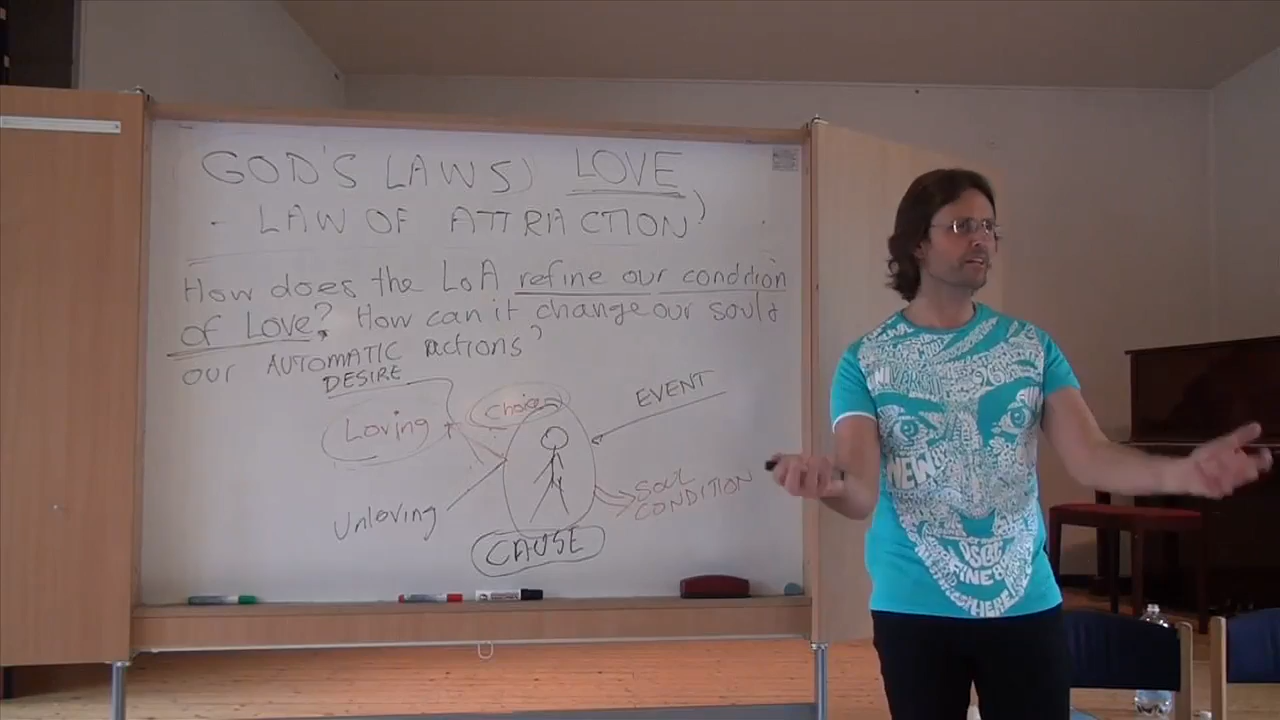 GOD'S LAWS) LOVE
- LAW OF ATTRACTION)
How does the LoA refine our condition
of Love? How can it change our soul &
our AUTOMATIC actions?
DESIRE
Loving
Choice
EVENT
Unloving
SOUL
CONDITION
CAUSE
NEW